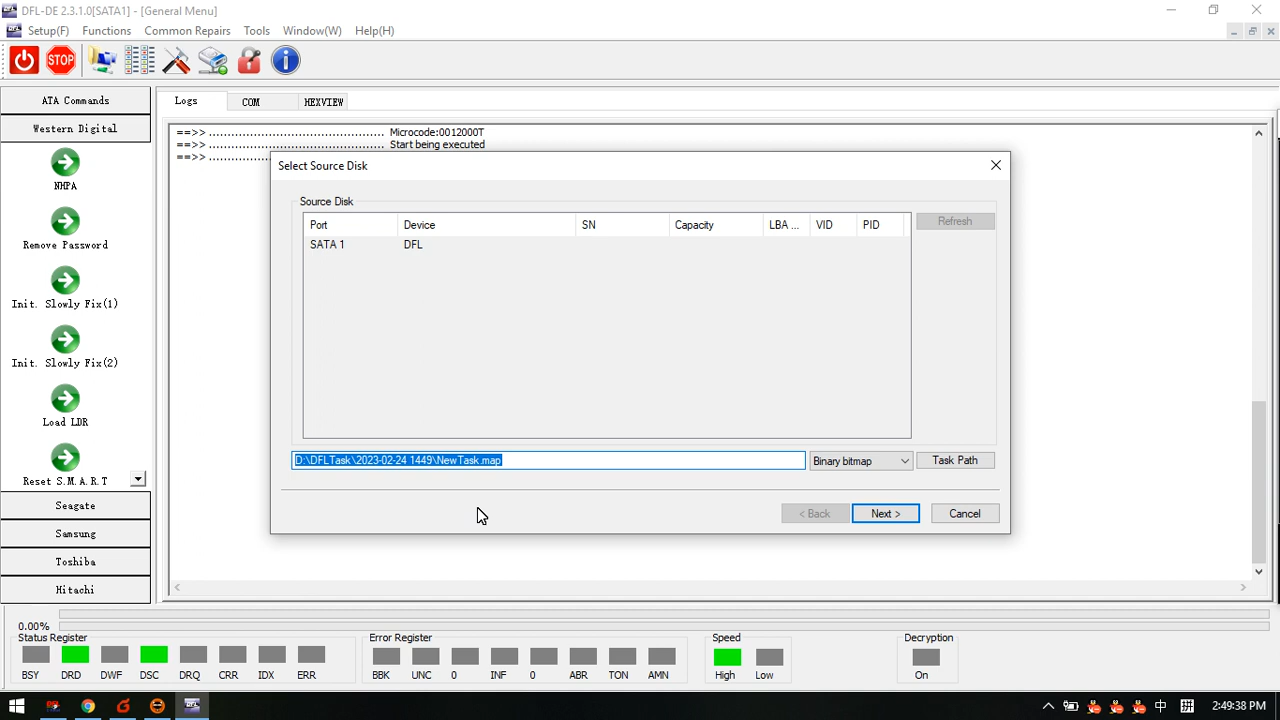 DFL-DE 2.3.1.0[SATA1] - [General Menu]
Setup(F) Functions Common Repairs Tools Window(W) Help(H)
STOP
ATA Commands
Western Digital
NHPA
Remove Password
Init. Slowly Fix(1)
Init. Slowly Fix(2)
Load LDR
Reset S.M.A.R.T
Seagate
Samsung
Toshiba
Hitachi
Logs COM HEXVIEW
==>> ............................................... Microcode:0012000T
==>> ............................................... Start being executed
==>> .............
Select Source Disk
Source Disk
Port Device SN Capacity LBA ... VID PID
SATA 1 DFL
Refresh
D:\DFLTask\2023-02-24 1449\NewTask.map Binary bitmap Task Path
< Back Next > Cancel
0.00%
Status Register Error Register Speed Decryption
BSY DRD DWF DSC DRQ CRR IDX ERR BBK UNC 0 INF 0 ABR TON AMN High Low On
中 拼 2:49:38 PM